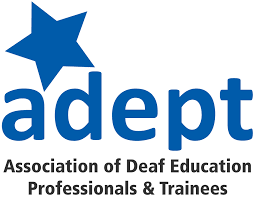 adept
Association of Deaf Education
Professionals & Trainees